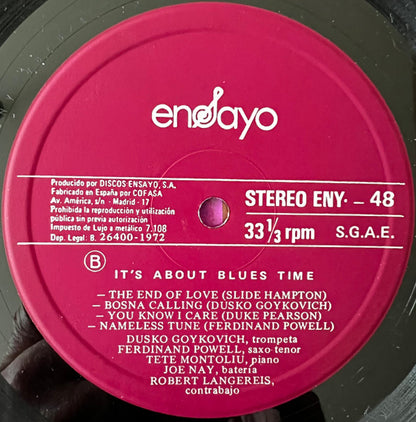 ensayo
Producido por DISCOS ENSAYO, S.A.
Fabricado en España por COFASA
Av. América, s/n - Madrid - 17
Prohibida la reproducción y utilización
pública sin previa autorización
Impuesto de Lujo a metálico 7.108
Dep. Legal: B. 26400-1972
STEREO ENY· – 48
33 1/3 rpm S.G.A.E.
B IT'S ABOUT BLUES TIME
— THE END OF LOVE (SLIDE HAMPTON)
— BOSNA CALLING (DUSKO GOYKOVICH)
— YOU KNOW I CARE (DUKE PEARSON)
— NAMELESS TUNE (FERDINAND POWELL)
DUSKO GOYKOVICH, trompeta
FERDINAND POWELL, saxo tenor
TETE MONTOLIU, piano
JOE NAY, batería
ROBERT LANGEREIS,
contrabajo